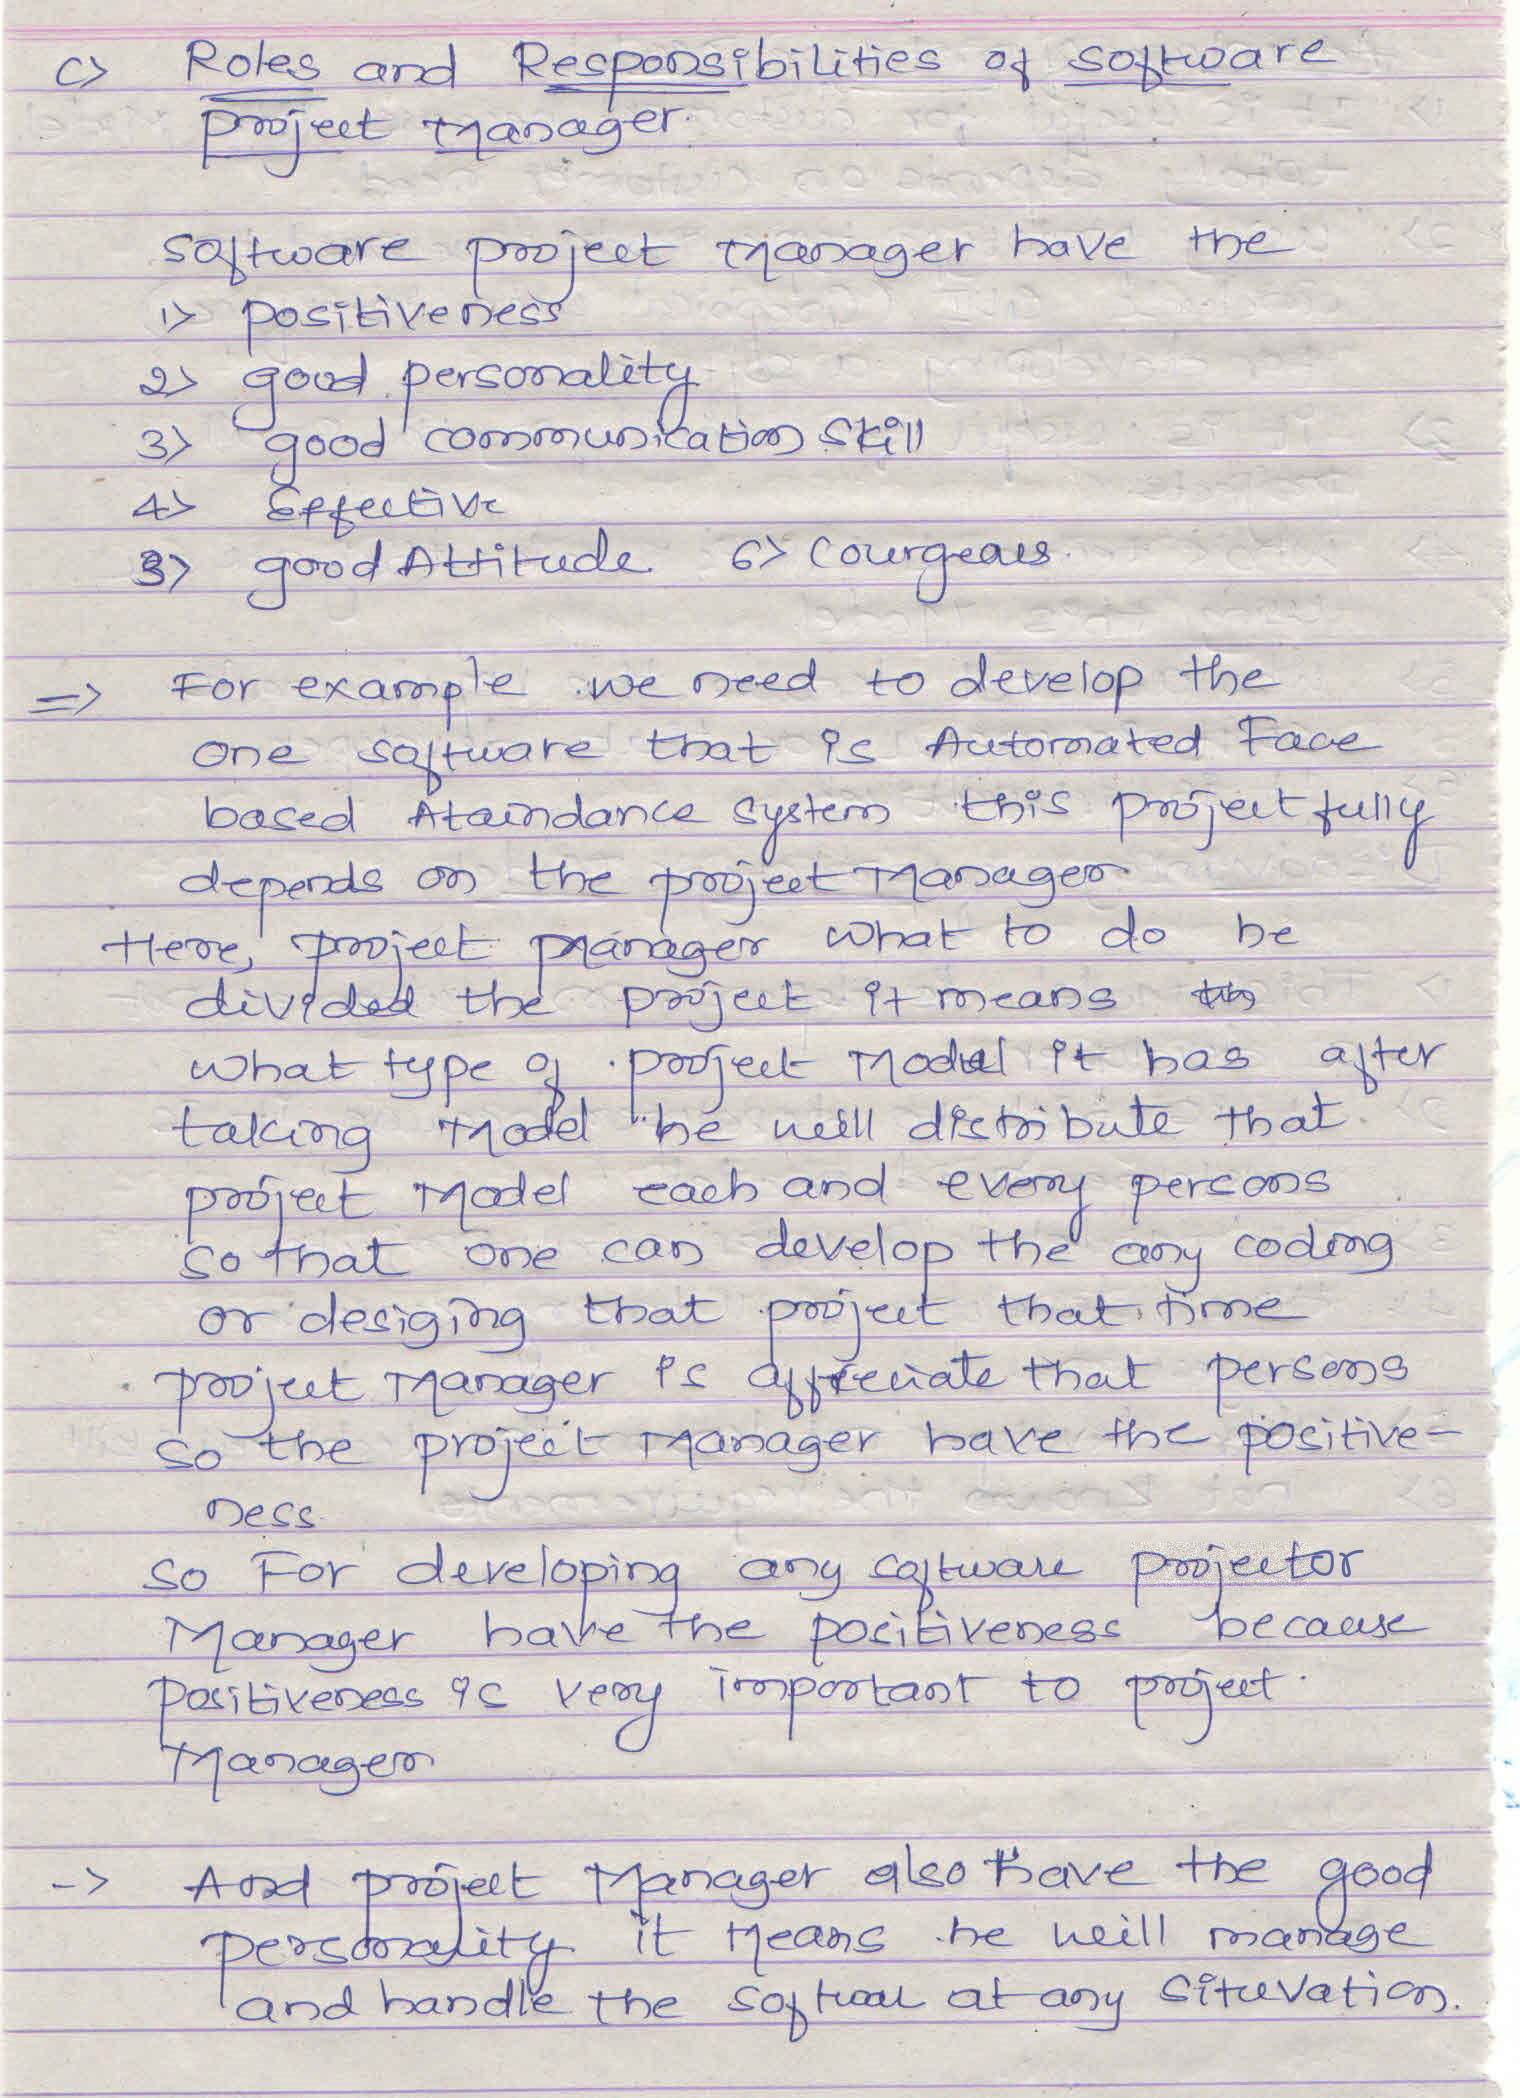 C> Roles and Responsibilities of software
project Manager.
software project Manager have the
1> positiveness
2> good personality
3> good communication skill
4> Effective
5> good Attitude 6> Courgeaus.
=> For example we need to develop the
one software that is Automated Face
based Ataindance System this project fully
depends on the project Manager
Here, project manager what to do he
divided the project it means
what type of project Model it has after
taking Model he will distribute that
project Model each and every persons
so that one can develop the any coding
or desiging that project that time
project Manager is appreciate that persons
so the project Manager have the positive-
ness.
so For developing any software projector
Manager have the positiveness because
positiveness is very important to project
Manager
-> And project Manager also have the good
personality it Means he will manage
and handle the softwar at any situvation.